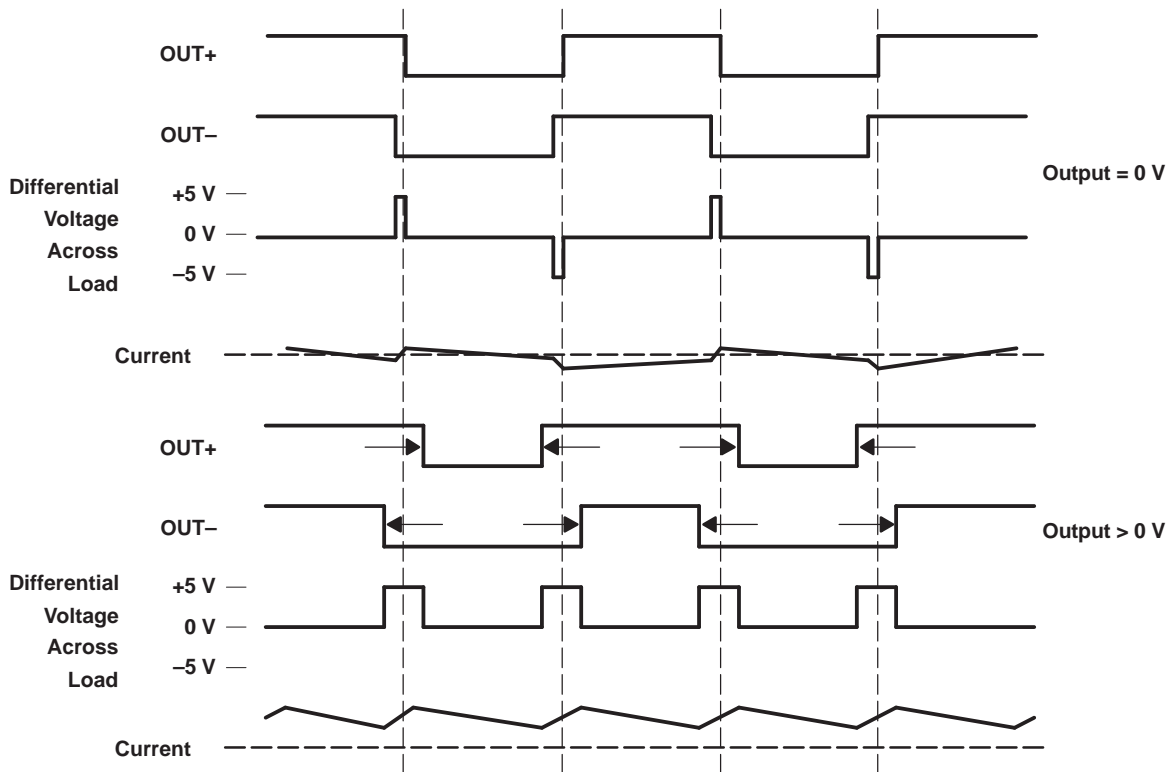 OUT+
OUT–
Output = 0 V
Differential
Voltage
Across
Load
+5 V
0 V
–5 V
Current
OUT+
OUT–
Output > 0 V
Differential
Voltage
Across
Load
+5 V
0 V
–5 V
Current